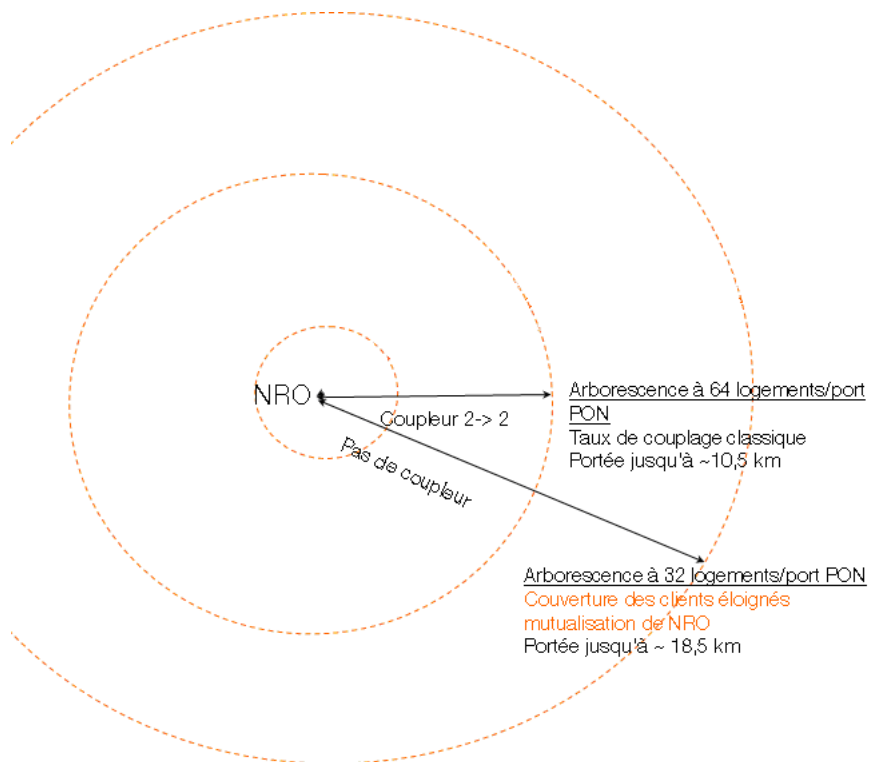 NRO
Coupleur 2-> 2
Pas de coupleur
Arborescence à 64 logements/port
PON
Taux de couplage classique
Portée jusqu'à ~10,5 km
Arborescence à 32 logements/port PON
Couverture des clients éloignés
mutualisation de NRO
Portée jusqu'à ~ 18,5 km